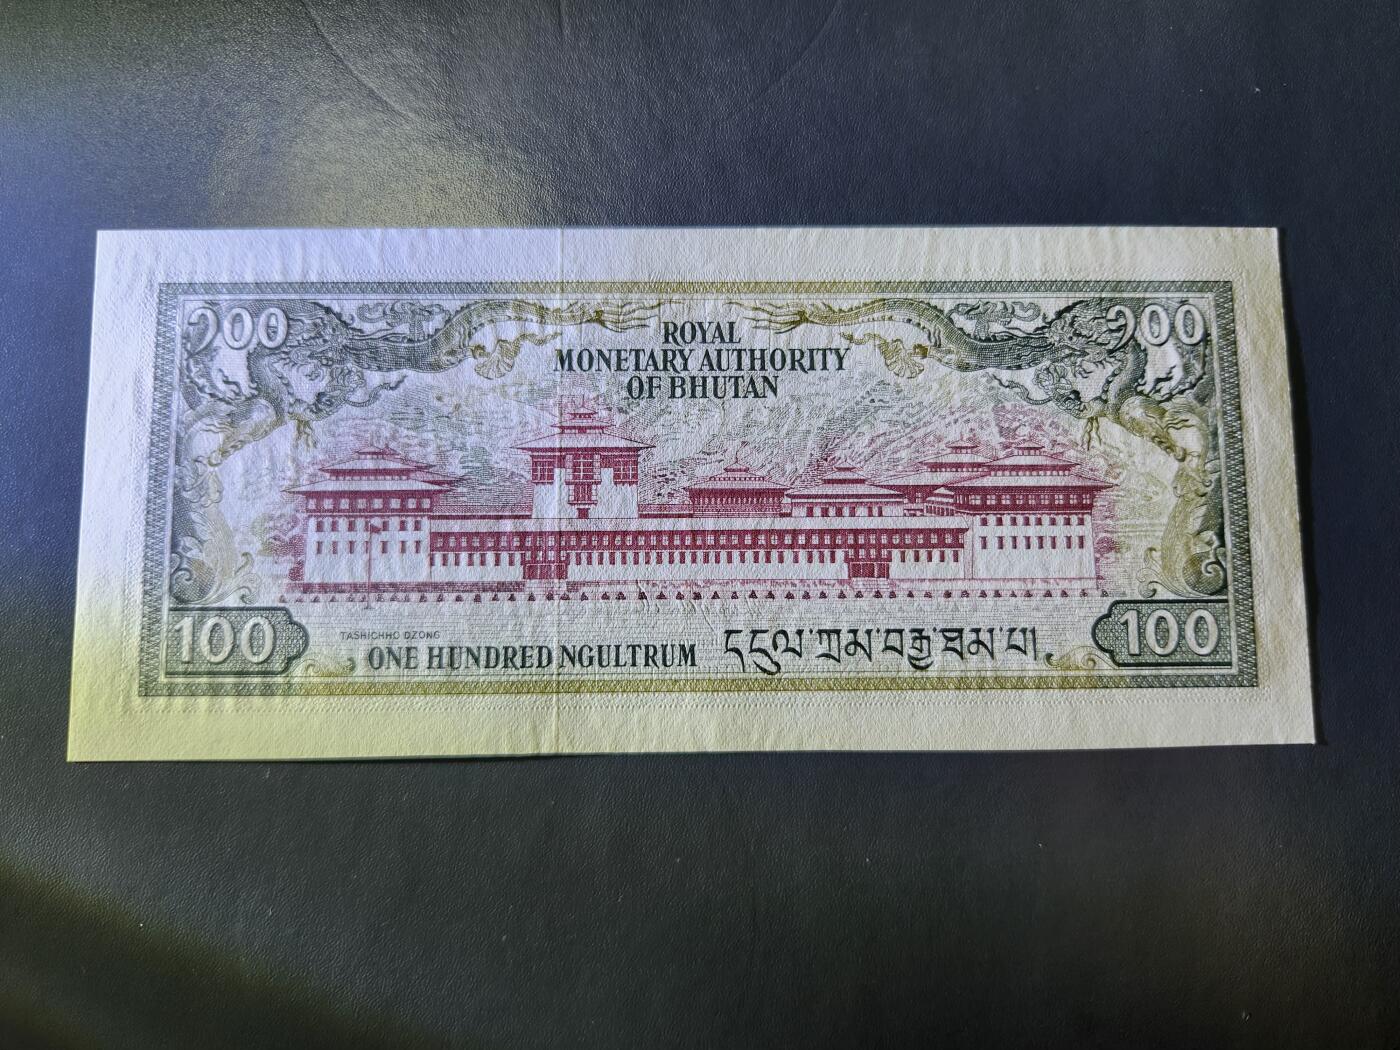 ༡༠༠
༡༠༠
ROYAL
MONETARY AUTHORITY
OF BHUTAN
100
TASHICHHO DZONG
ONE HUNDRED NGULTRUM
དངུལ་ཀྲམ་བརྒྱ་ཐམ་པ།
100